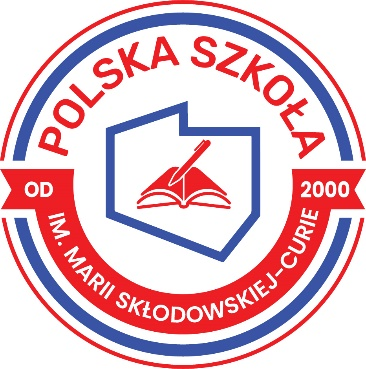 POLSKA SZKOŁA
OD 2000
IM. MARII SKŁODOWSKIEJ-CURIE